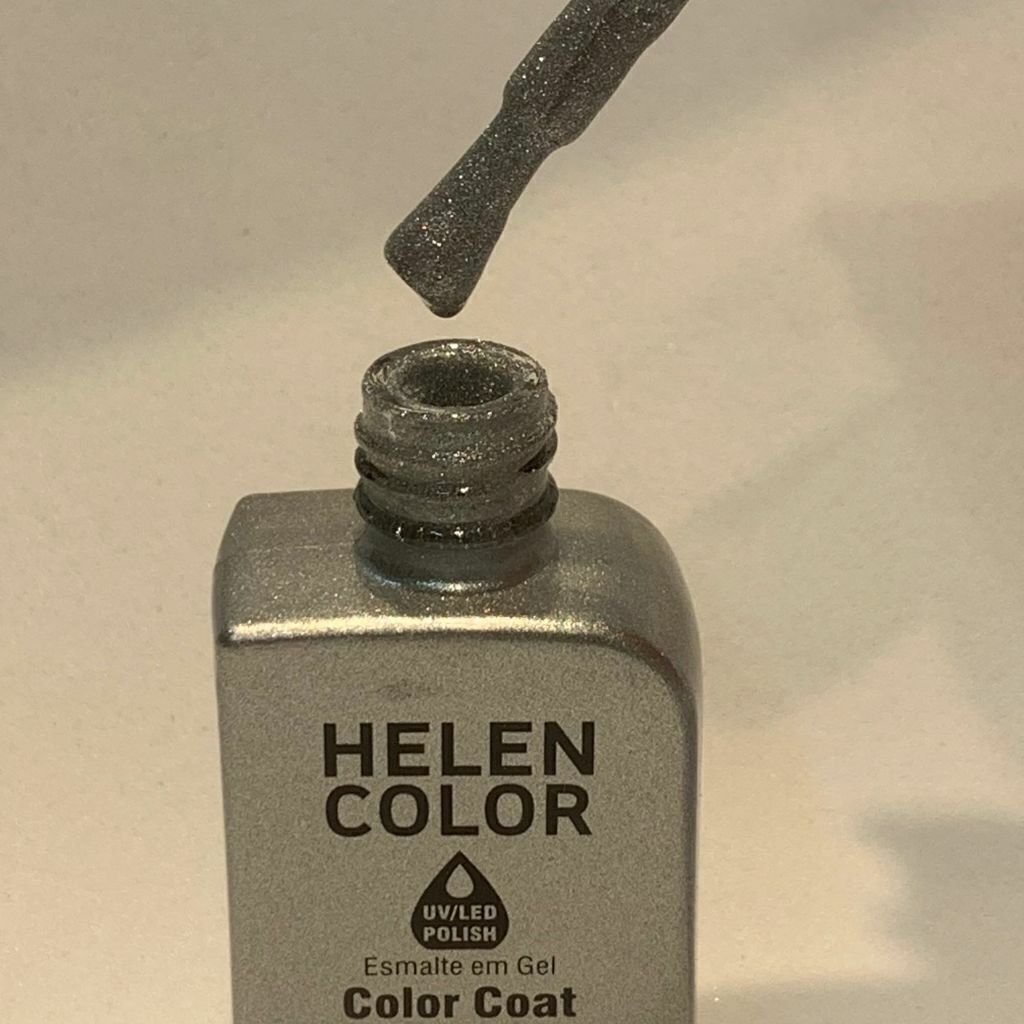 HELEN
COLOR
UV/LED
POLISH
Esmalte em Gel
Color Coat